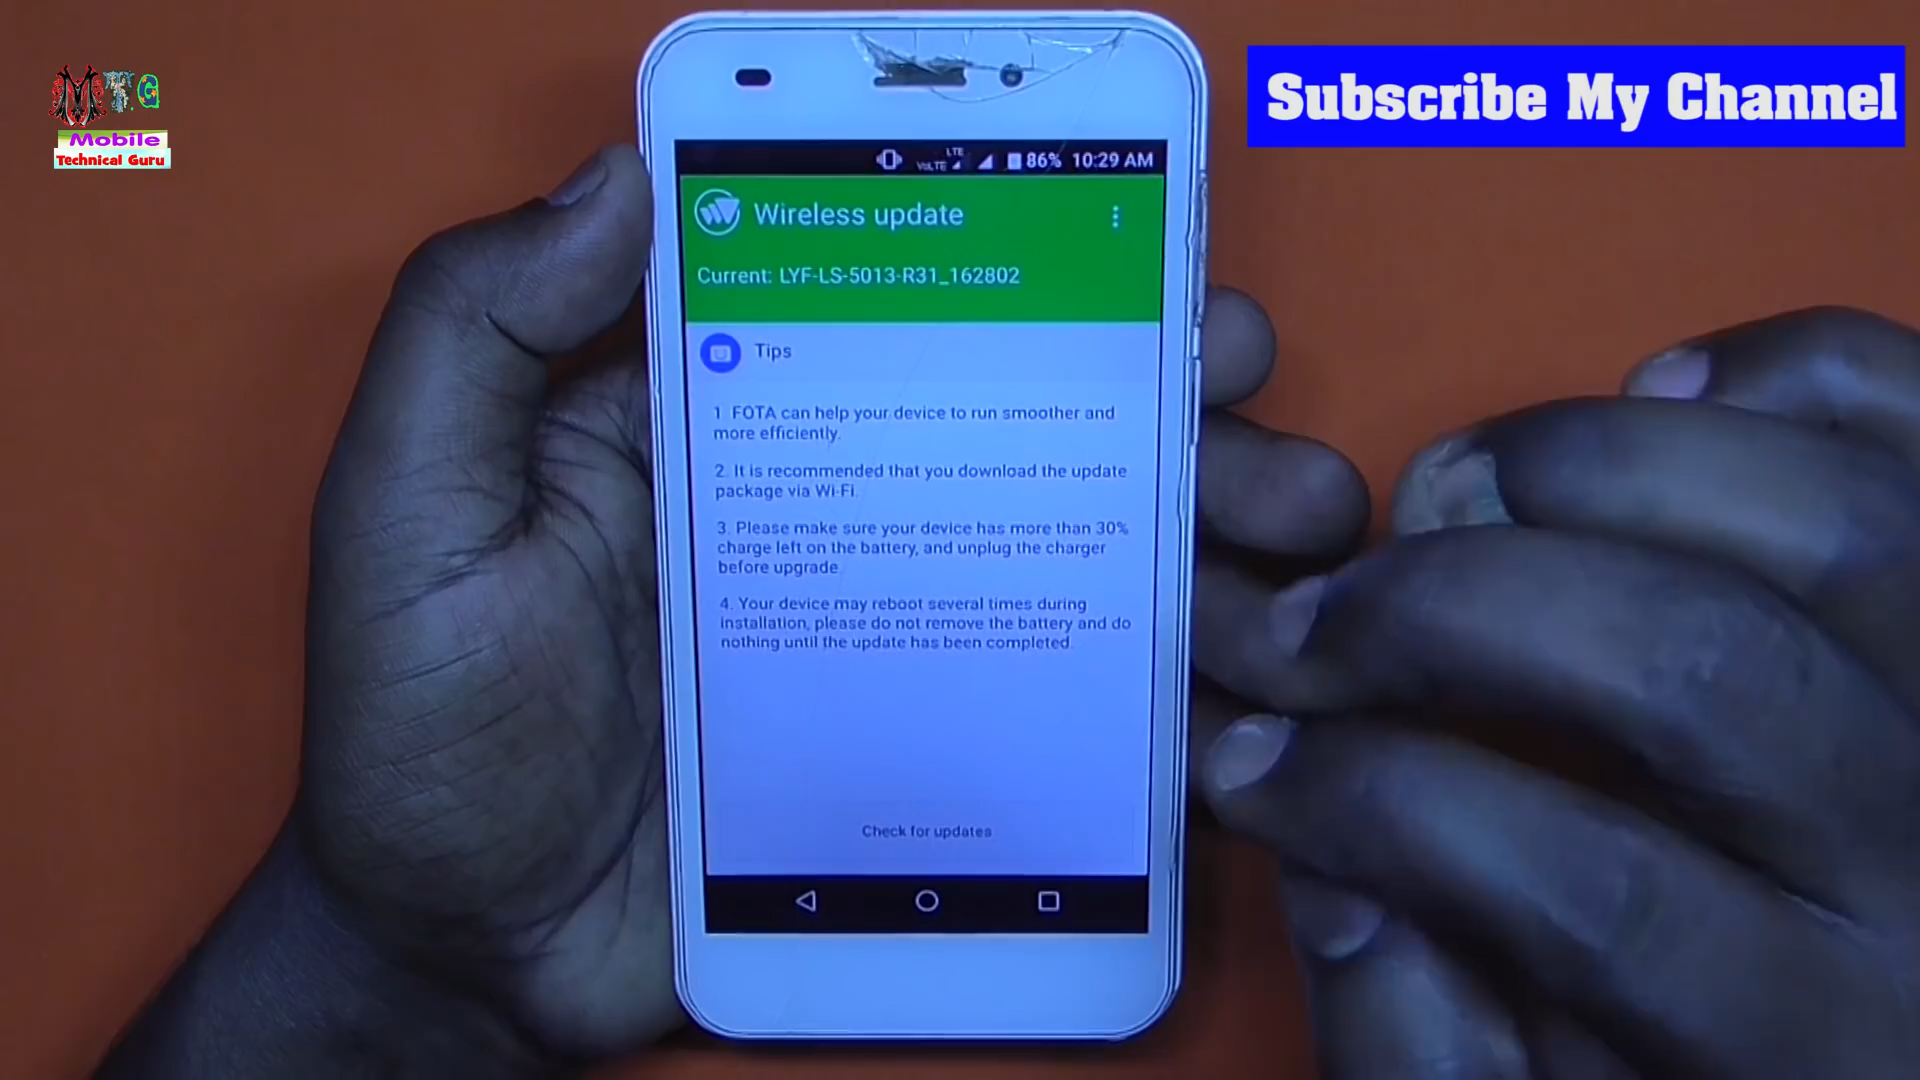 M.T.G
Mobile
Technical Guru
Subscribe My Channel
LTE
VoLTE
86% 10:29 AM
Wireless update
Current: LYF-LS-5013-R31_162802
Tips
1. FOTA can help your device to run smoother and
more efficiently.
2. It is recommended that you download the update
package via Wi-Fi.
3. Please make sure your device has more than 30%
charge left on the battery, and unplug the charger
before upgrade.
4. Your device may reboot several times during
installation, please do not remove the battery and do
nothing until the update has been completed.
Check for updates